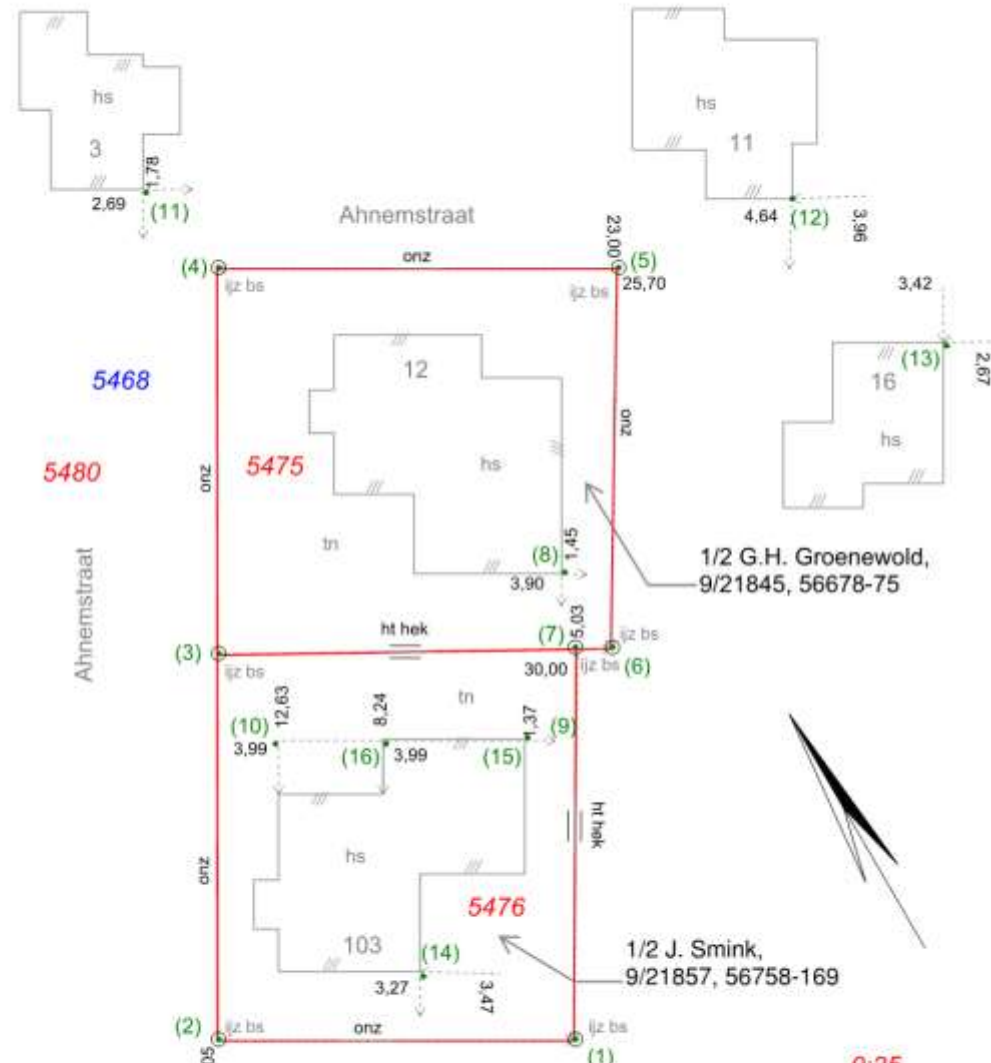 hs
3
1,78
2,69
(11)
hs
11
4,64
(12)
3,96
Ahnemstraat
(4)
onz
23,00
(5)
ijz bs
ijz bs
25,70
3,42
(13)
16
2,67
hs
12
5468
5480
onz
5475
hs
onz
tn
(8)
1,45
3,90
1/2 G.H. Groenewold,
9/21845, 56678-75
Ahnemstraat
ht hek
(7)
5,03
ijz bs
(3)
ijz bs
30,00
ijz bs
(6)
tn
(10)
12,63
8,24
1,37
(9)
3,99
(16)
3,99
(15)
ht hek
onz
hs
5476
103
(14)
3,27
3,47
1/2 J. Smink,
9/21857, 56758-169
(2)
ijz bs
onz
ijz bs
(1)